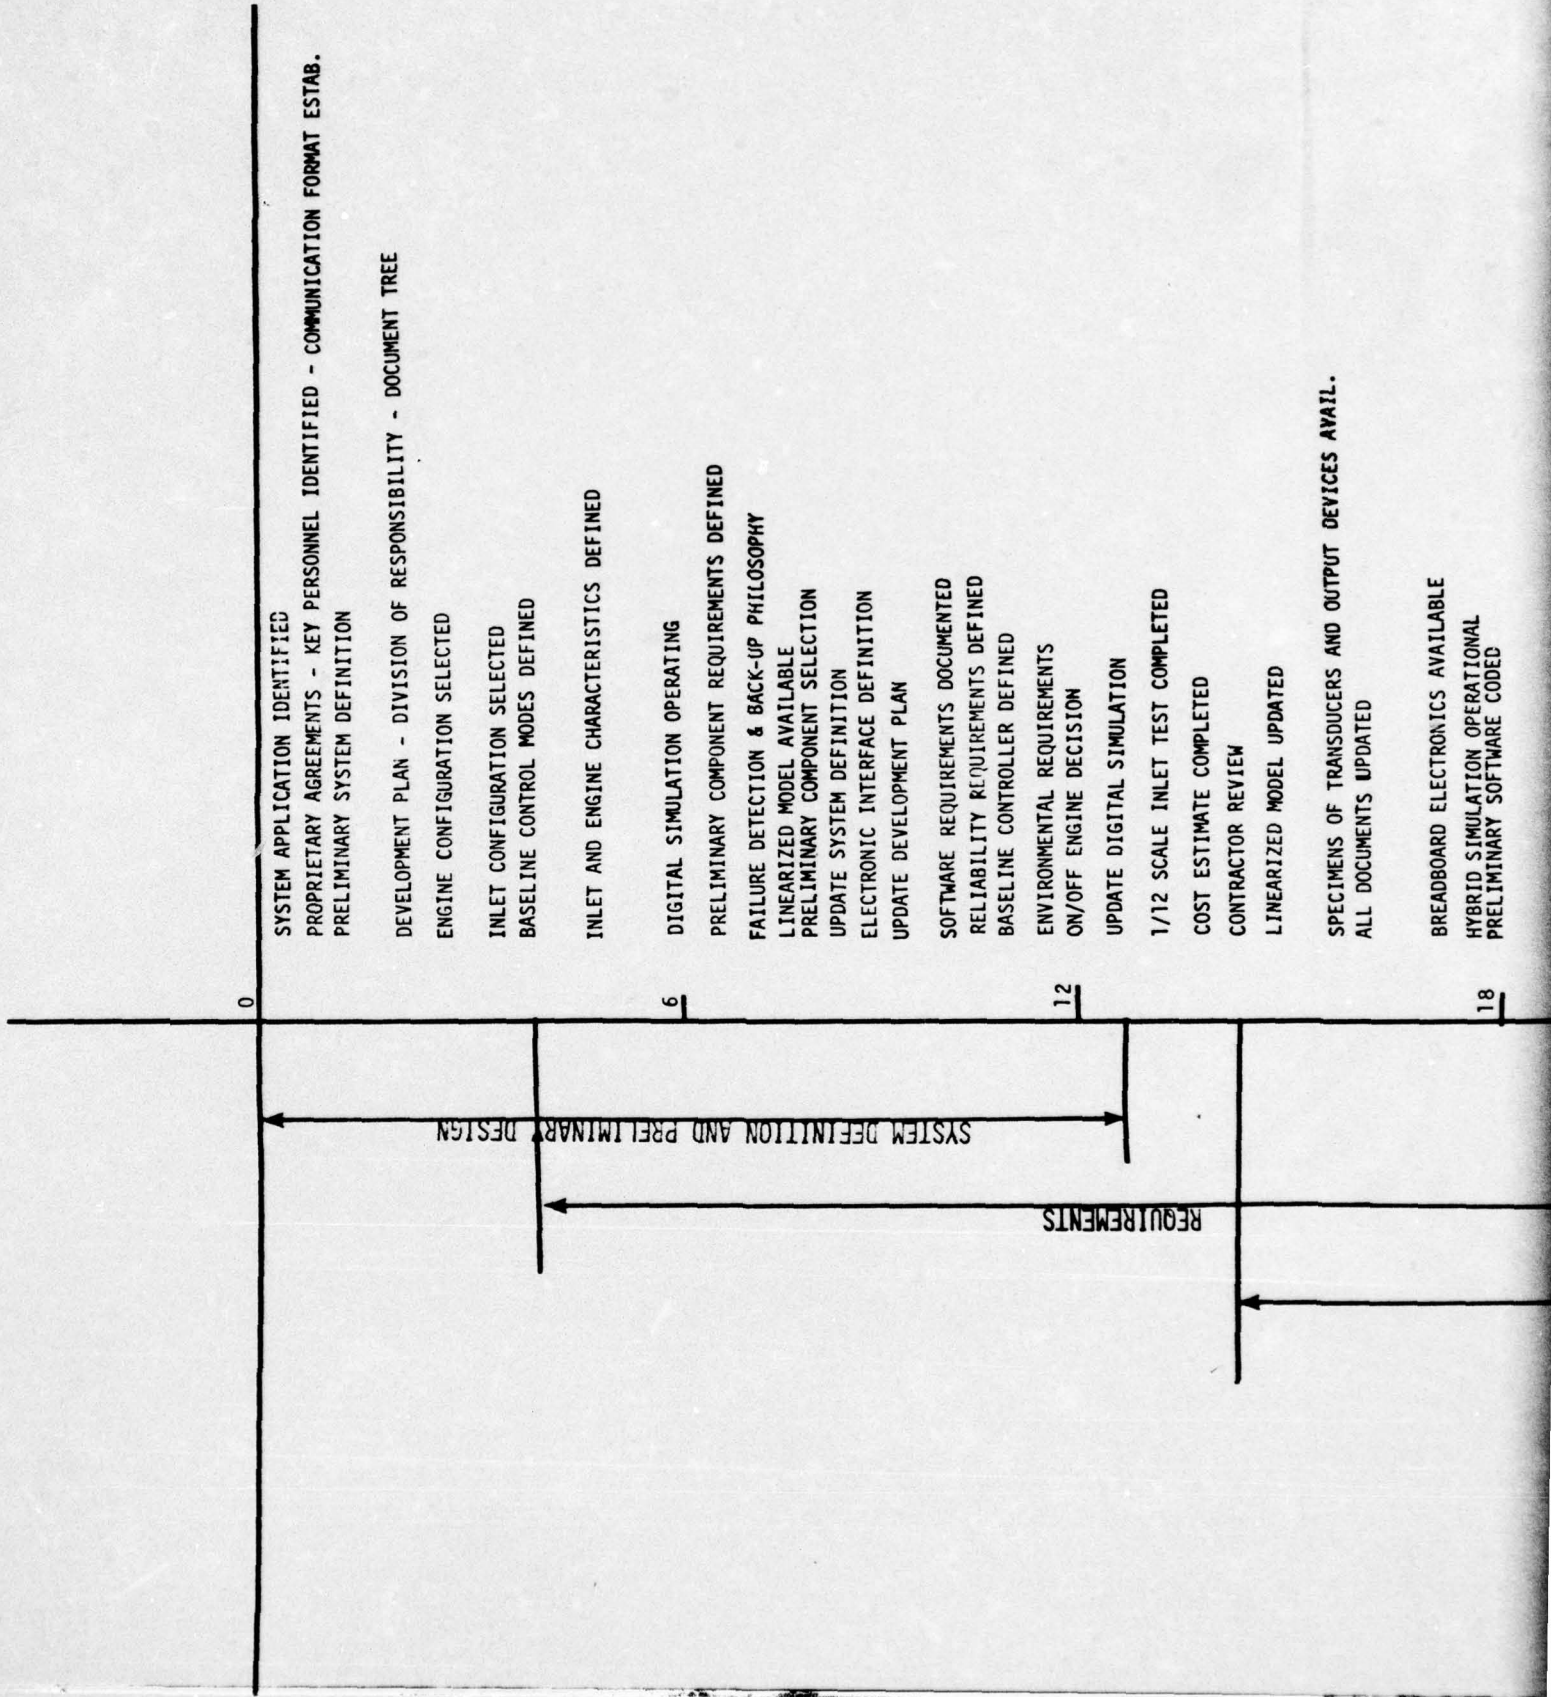 0
SYSTEM APPLICATION IDENTIFIED
PROPRIETARY AGREEMENTS - KEY PERSONNEL IDENTIFIED - COMMUNICATION FORMAT ESTAB.
PRELIMINARY SYSTEM DEFINITION
DEVELOPMENT PLAN - DIVISION OF RESPONSIBILITY - DOCUMENT TREE
ENGINE CONFIGURATION SELECTED
INLET CONFIGURATION SELECTED
BASELINE CONTROL MODES DEFINED
INLET AND ENGINE CHARACTERISTICS DEFINED
6
DIGITAL SIMULATION OPERATING
PRELIMINARY COMPONENT REQUIREMENTS DEFINED
FAILURE DETECTION & BACK-UP PHILOSOPHY
LINEARIZED MODEL AVAILABLE
PRELIMINARY COMPONENT SELECTION
UPDATE SYSTEM DEFINITION
ELECTRONIC INTERFACE DEFINITION
UPDATE DEVELOPMENT PLAN
SOFTWARE REQUIREMENTS DOCUMENTED
RELIABILITY REQUIREMENTS DEFINED
BASELINE CONTROLLER DEFINED
ENVIRONMENTAL REQUIREMENTS
12
ON/OFF ENGINE DECISION
UPDATE DIGITAL SIMULATION
1/12 SCALE INLET TEST COMPLETED
COST ESTIMATE COMPLETED
CONTRACTOR REVIEW
LINEARIZED MODEL UPDATED
SPECIMENS OF TRANSDUCERS AND OUTPUT DEVICES AVAIL.
ALL DOCUMENTS UPDATED
BREADBOARD ELECTRONICS AVAILABLE
HYBRID SIMULATION OPERATIONAL
18
PRELIMINARY SOFTWARE CODED
SYSTEM DEFINITION AND PRELIMINARY DESIGN
REQUIREMENTS